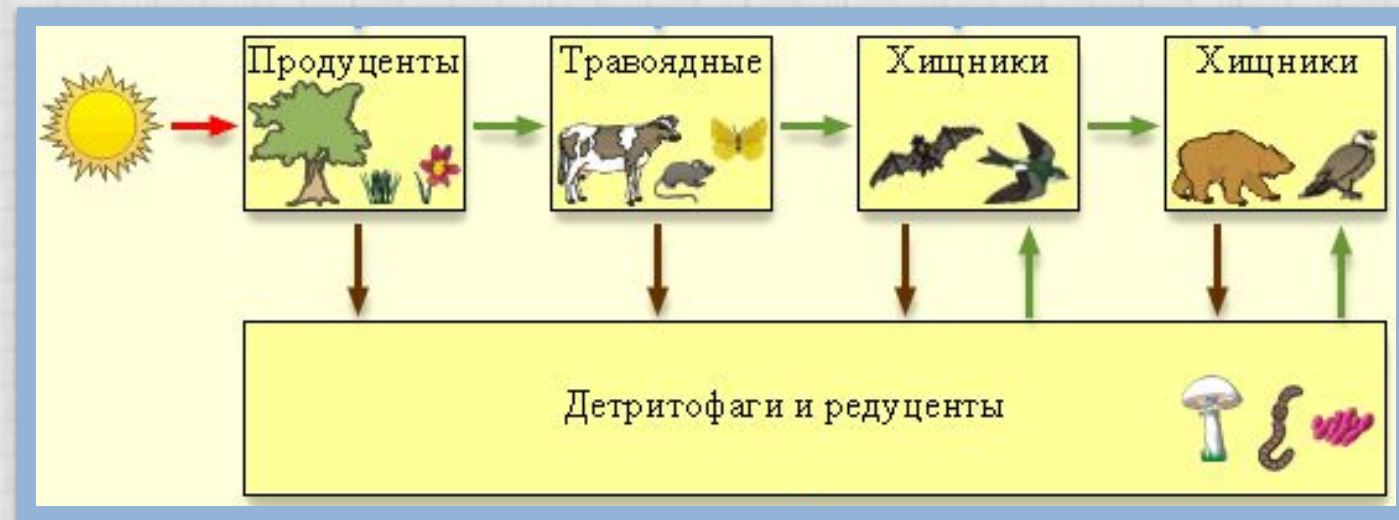 Продуценты
Травоядные
Хищники
Хищники
Детритофаги и редуценты